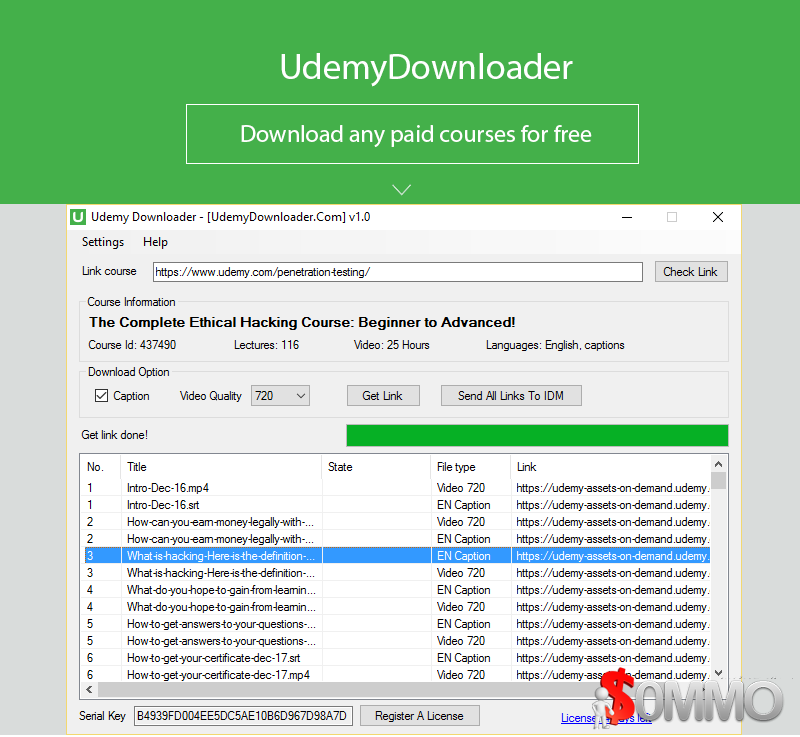 UdemyDownloader
Download any paid courses for free
U Udemy Downloader - [UdemyDownloader.Com] v1.0
Settings Help
Link course https://www.udemy.com/penetration-testing/ Check Link
Course Information
The Complete Ethical Hacking Course: Beginner to Advanced!
Course Id: 437490 Lectures: 116 Video: 25 Hours Languages: English, captions
Download Option
Caption Video Quality 720 Get Link Send All Links To IDM
Get link done!
No. Title State File type Link
1 Intro-Dec-16.mp4 Video 720 https://udemy-assets-on-demand.udemy.
1 Intro-Dec-16.srt EN Caption https://udemy-assets-on-demand.udemy.
2 How-can-you-earn-money-legally-with-... Video 720 https://udemy-assets-on-demand.udemy.
2 How-can-you-earn-money-legally-with-... EN Caption https://udemy-assets-on-demand.udemy.
3 What-is-hacking-Here-is-the-definition-... EN Caption https://udemy-assets-on-demand.udemy.
3 What-is-hacking-Here-is-the-definition-... Video 720 https://udemy-assets-on-demand.udemy.
4 What-do-you-hope-to-gain-from-learnin... EN Caption https://udemy-assets-on-demand.udemy.
4 What-do-you-hope-to-gain-from-learnin... Video 720 https://udemy-assets-on-demand.udemy.
5 How-to-get-answers-to-your-questions-... EN Caption https://udemy-assets-on-demand.udemy.
5 How-to-get-answers-to-your-questions-... Video 720 https://udemy-assets-on-demand.udemy.
6 How-to-get-your-certificate-dec-17.srt EN Caption https://udemy-assets-on-demand.udemy.
6 How-to-get-your-certificate-dec-17.mp4 Video 720 https://udemy-assets-on-demand.udemy.
$OMMO
Serial Key B4939FD004EE5DC5AE10B6D967D98A7D Register A License License